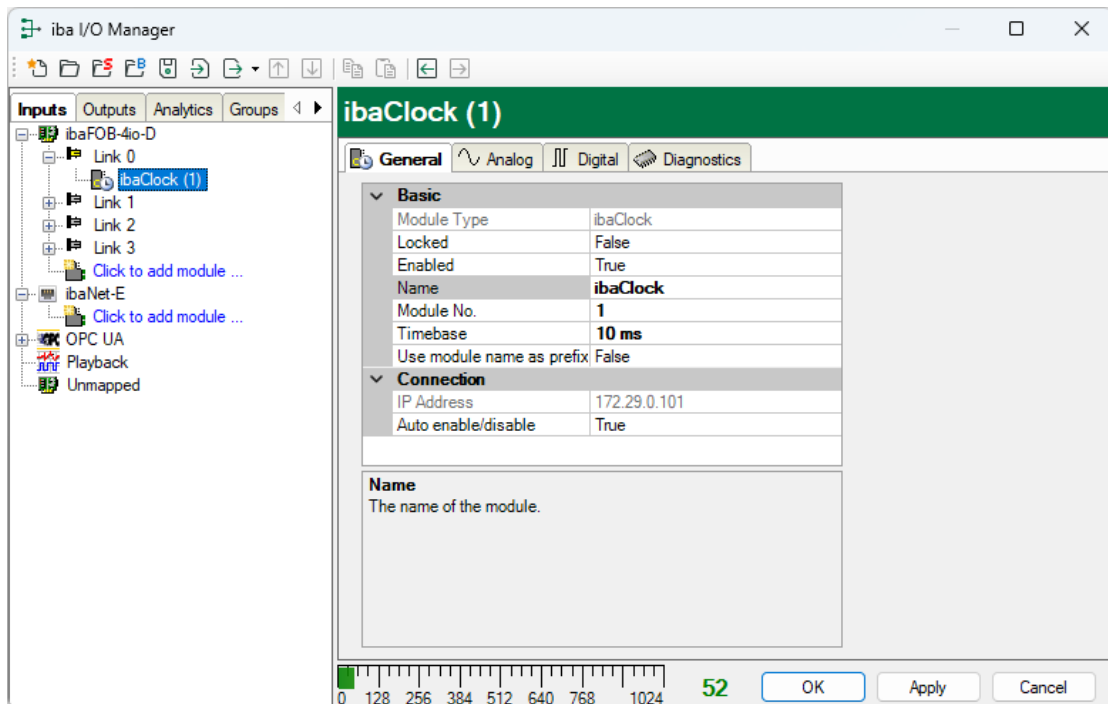 iba I/O Manager
Inputs Outputs Analytics Groups
ibaFOB-4io-D
Link 0
ibaClock (1)
Link 1
Link 2
Link 3
Click to add module ...
ibaNet-E
Click to add module ...
OPC UA
Playback
Unmapped
ibaClock (1)
General Analog Digital Diagnostics
Basic
Module Type ibaClock
Locked False
Enabled True
Name ibaClock
Module No. 1
Timebase 10 ms
Use module name as prefix False
Connection
IP Address 172.29.0.101
Auto enable/disable True
Name
The name of the module.
0 128 256 384 512 640 768 1024
52
OK Apply Cancel